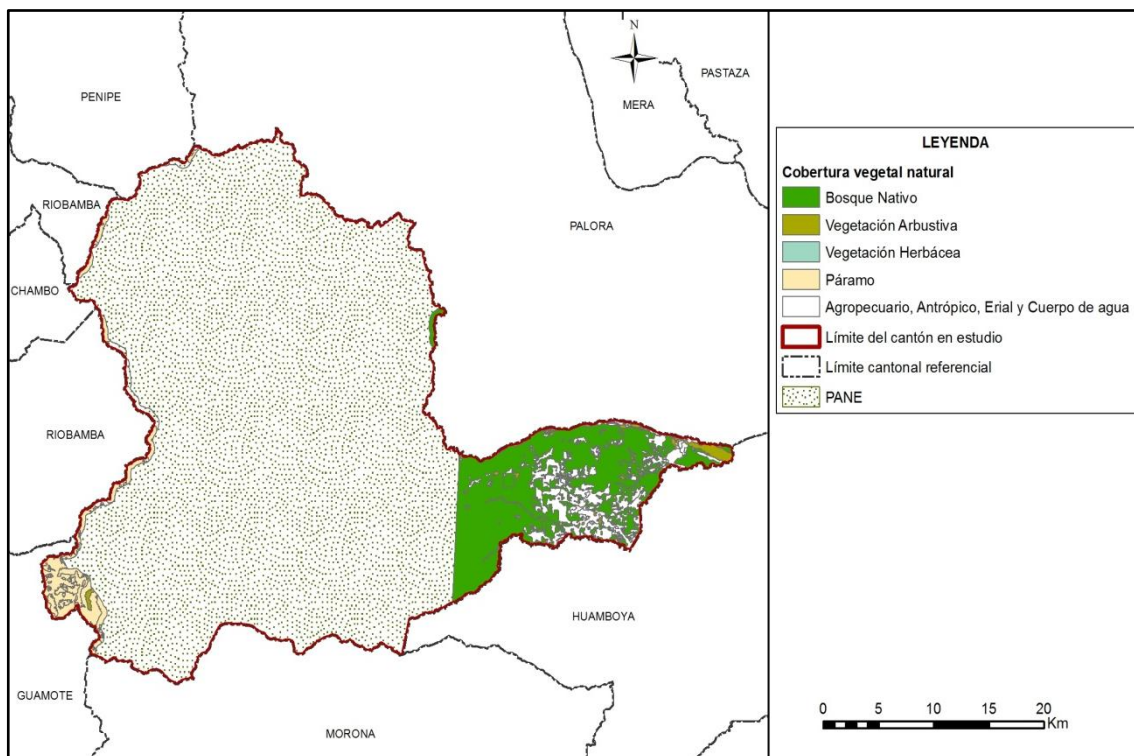 N
PASTAZA
MERA
PENIPE
RIOBAMBA
PALORA
CHAMBO
RIOBAMBA
HUAMBOYA
GUAMOTE
MORONA
LEYENDA
Cobertura vegetal natural
Bosque Nativo
Vegetación Arbustiva
Vegetación Herbácea
Páramo
Agropecuario, Antrópico, Erial y Cuerpo de agua
Límite del cantón en estudio
Límite cantonal referencial
PANE
0 5 10 15 20
Km